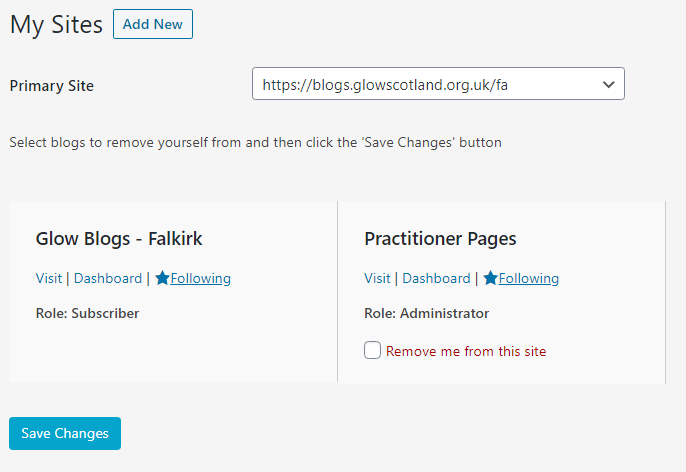 My Sites Add New
Primary Site https://blogs.glowscotland.org.uk/fa
Select blogs to remove yourself from and then click the 'Save Changes' button
Glow Blogs - Falkirk
Visit | Dashboard | Following
Role: Subscriber
Practitioner Pages
Visit | Dashboard | Following
Role: Administrator
Remove me from this site
Save Changes